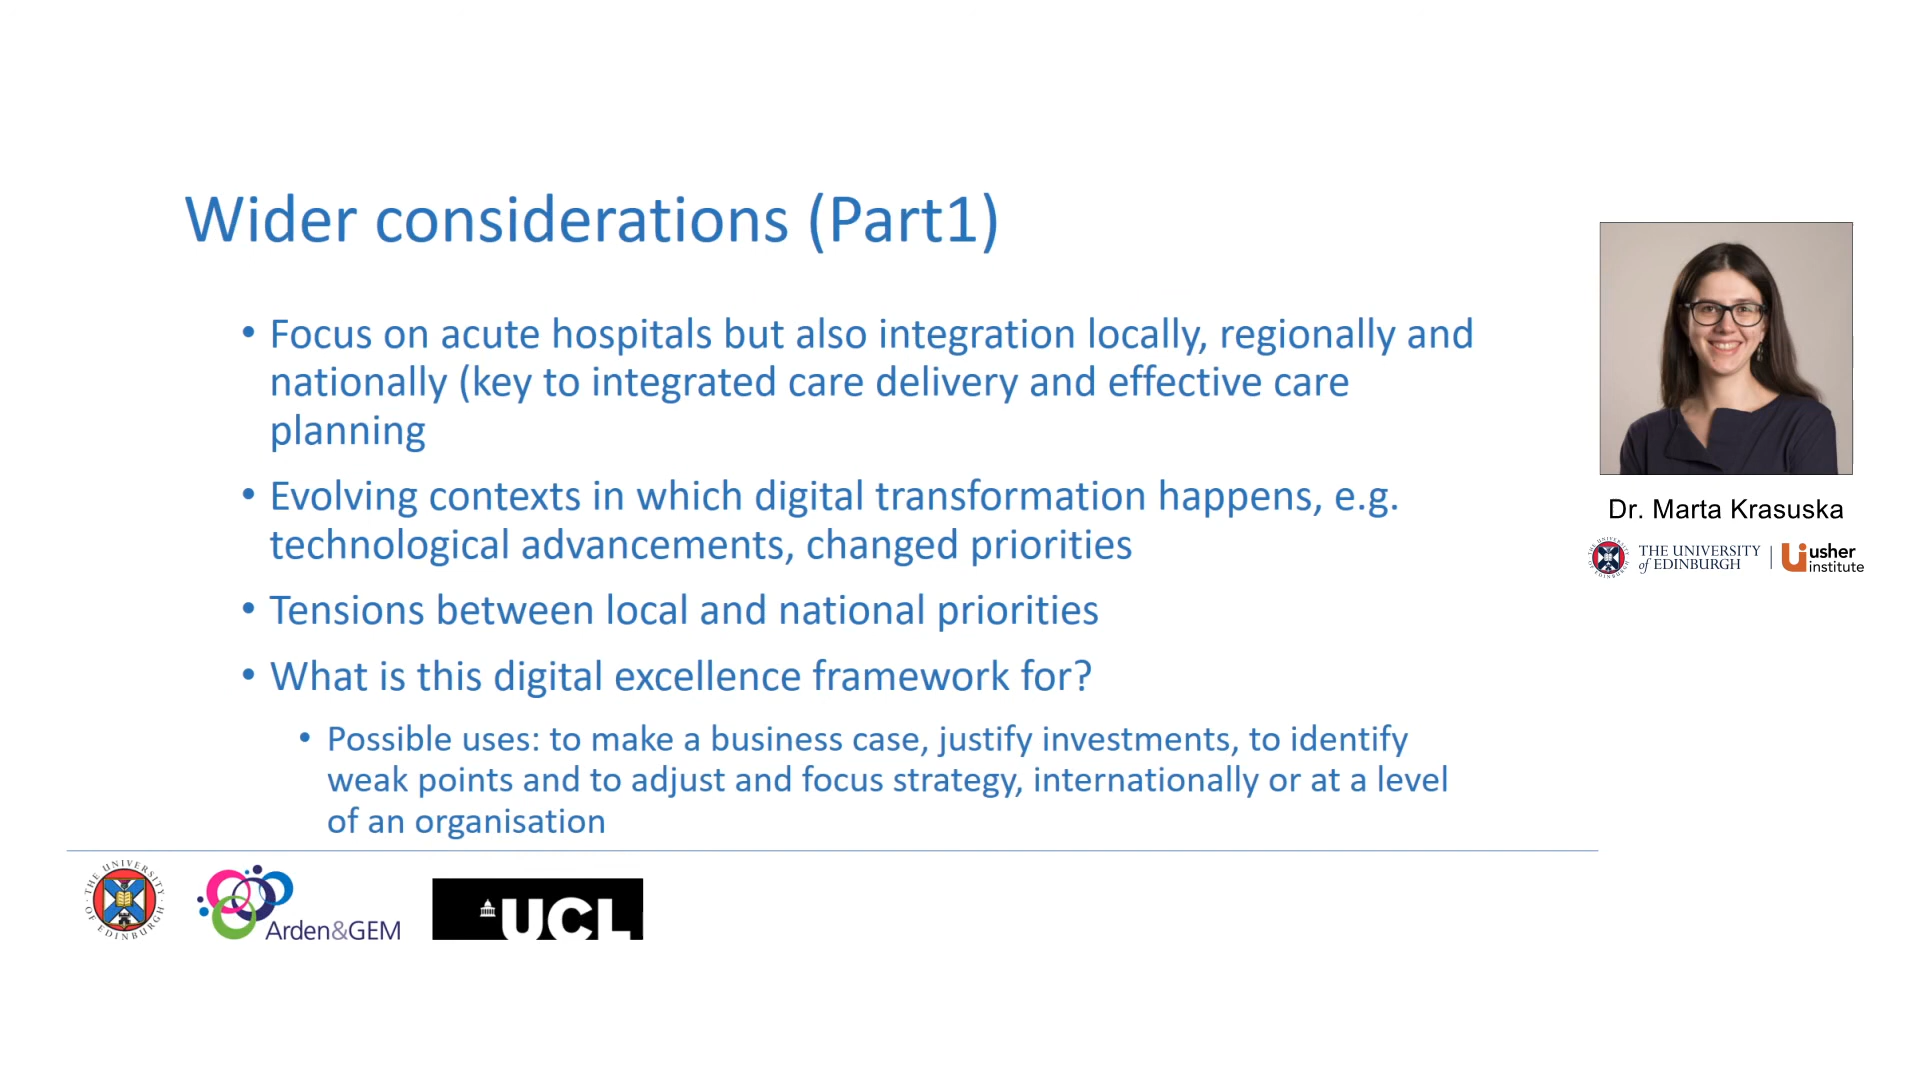 Wider considerations (Part1)
• Focus on acute hospitals but also integration locally, regionally and
nationally (key to integrated care delivery and effective care
planning
• Evolving contexts in which digital transformation happens, e.g.
technological advancements, changed priorities
• Tensions between local and national priorities
• What is this digital excellence framework for?
• Possible uses: to make a business case, justify investments, to identify
weak points and to adjust and focus strategy, internationally or at a level
of an organisation
Dr. Marta Krasuska
THE UNIVERSITY
of EDINBURGH
usher
institute
THE UNIVERSITY OF EDINBURGH
Arden&GEM
UCL